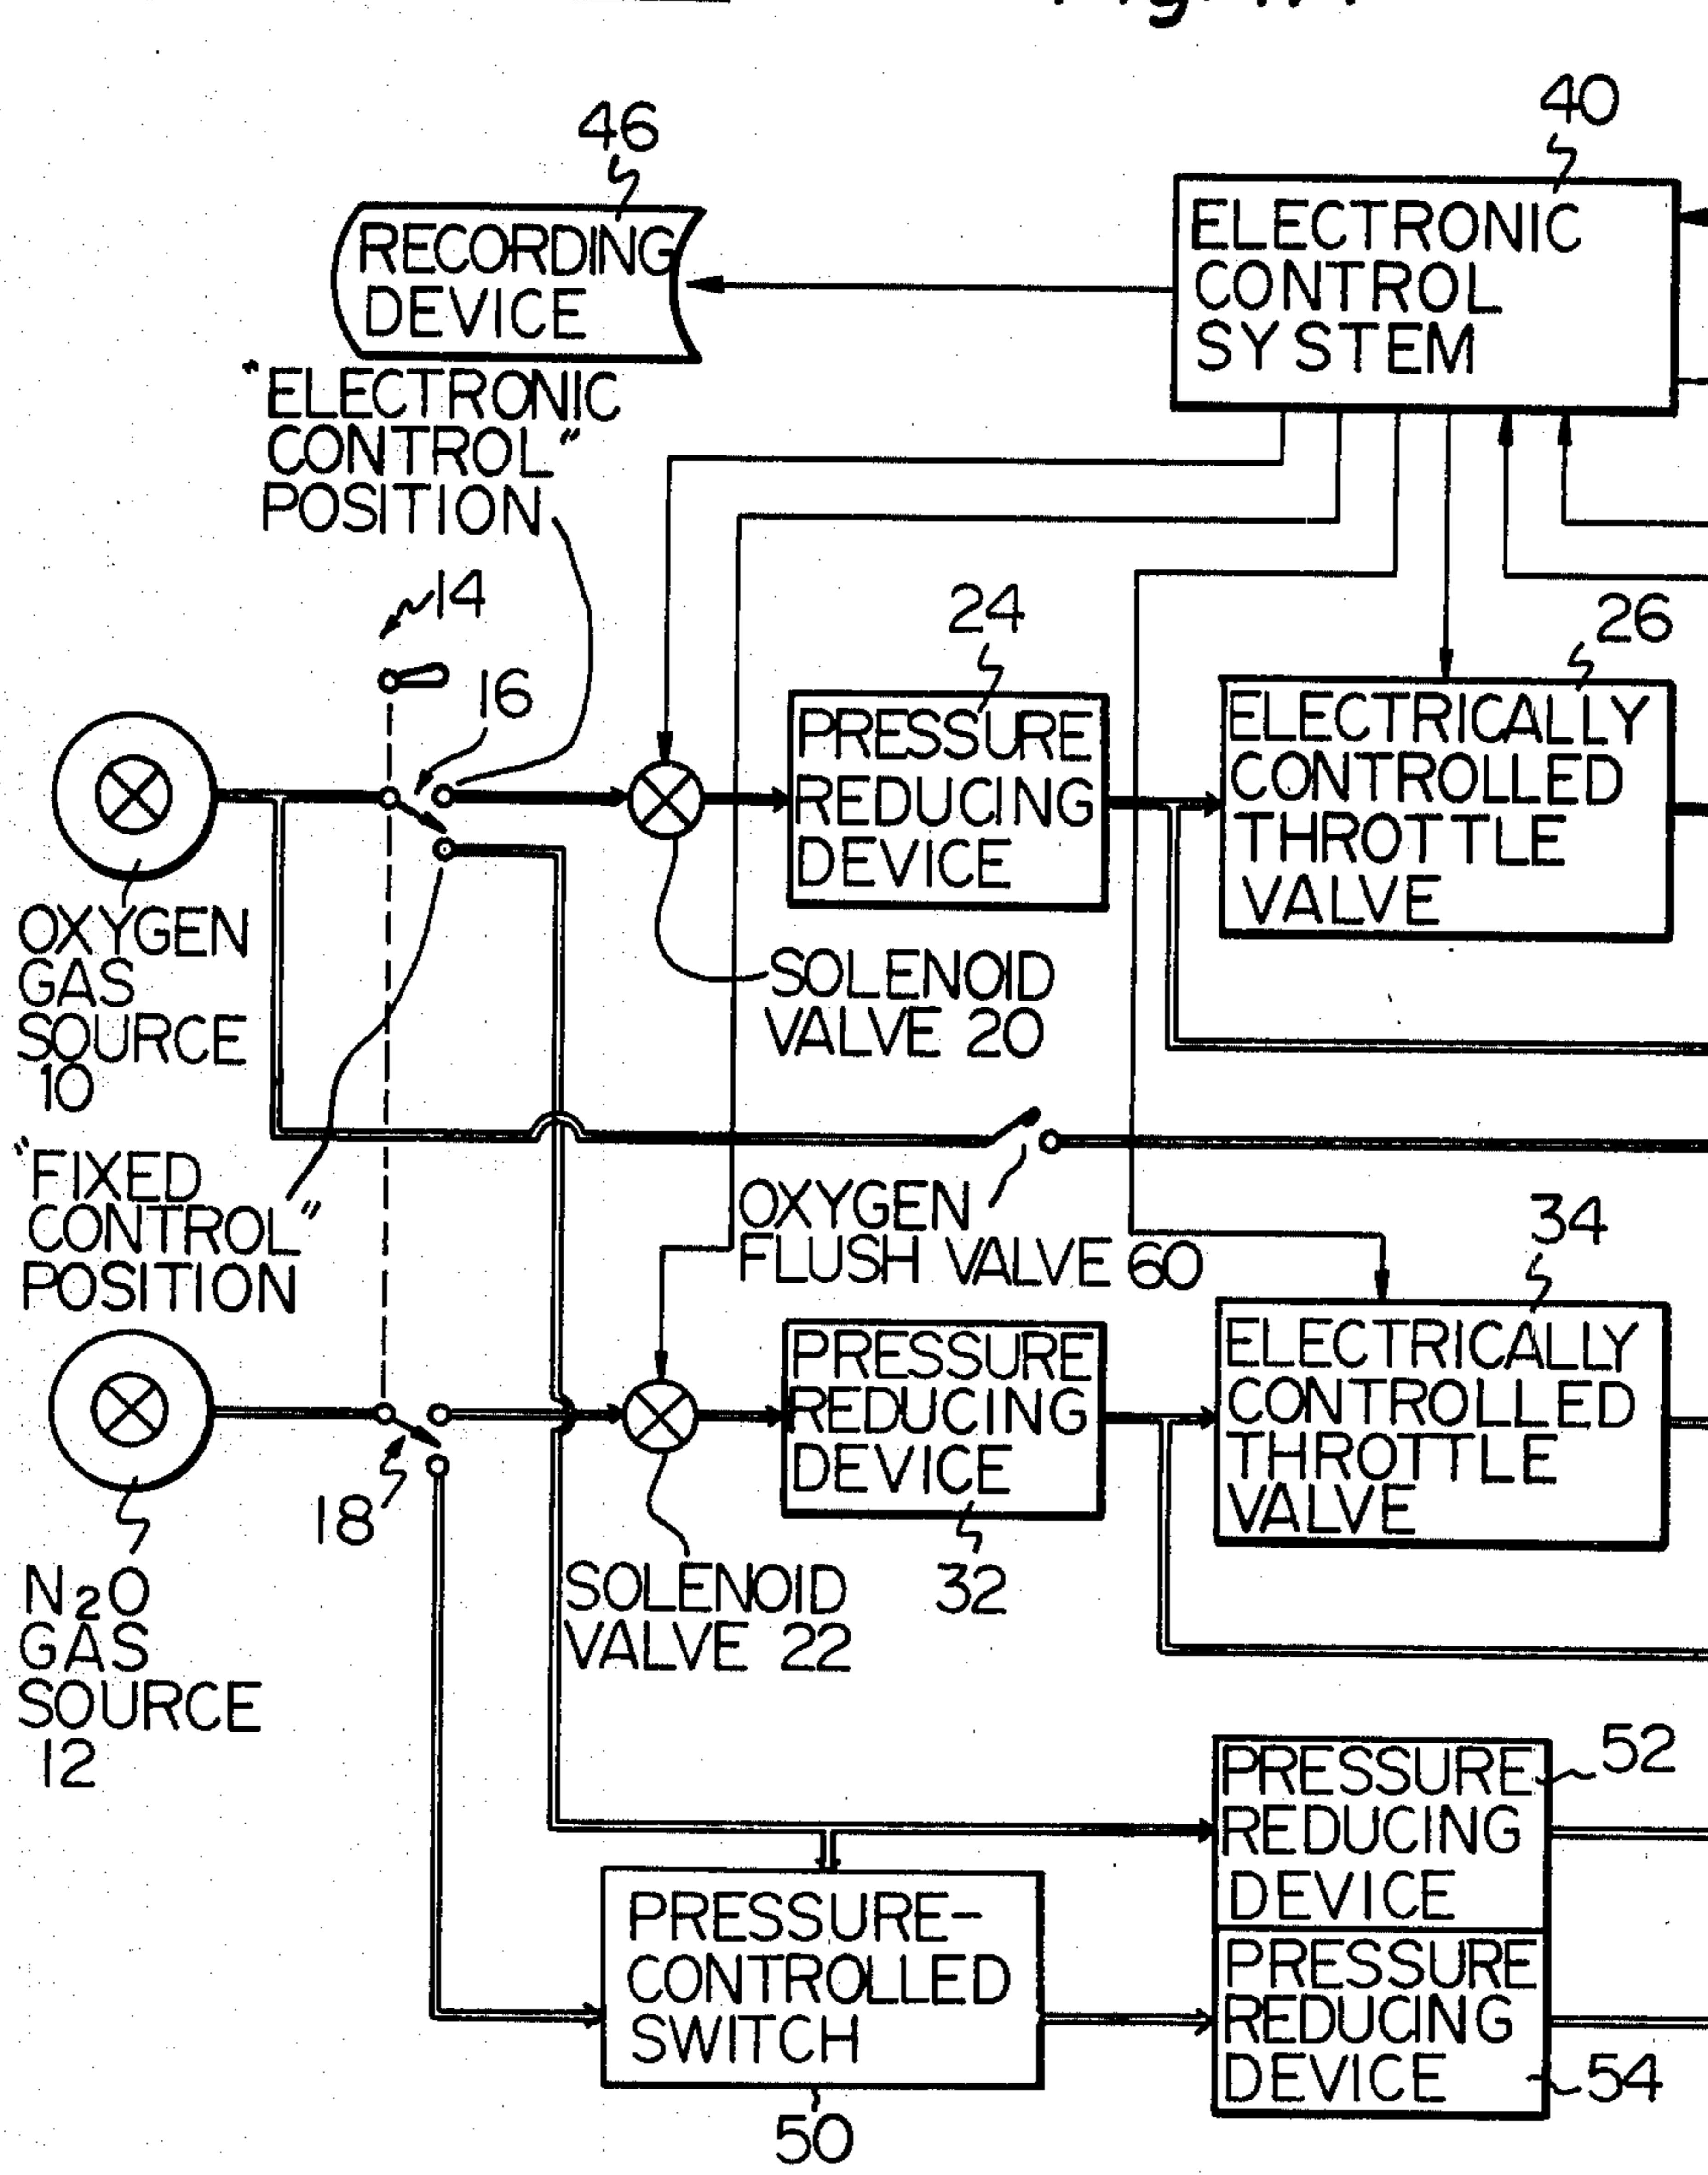 46
40
RECORDING
DEVICE
ELECTRONIC
CONTROL
SYSTEM
"ELECTRONIC
CONTROL"
POSITION
14
16
24
26
PRESSURE
REDUCING
DEVICE
ELECTRICALLY
CONTROLLED
THROTTLE
VALVE
OXYGEN
GAS
SOURCE
10
SOLENOID
VALVE 20
"FIXED
CONTROL"
POSITION
OXYGEN
FLUSH VALVE 60
34
PRESSURE
REDUCING
DEVICE
ELECTRICALLY
CONTROLLED
THROTTLE
VALVE
18
32
N2O
GAS
SOURCE
12
SOLENOID
VALVE 22
PRESSURE
REDUCING
DEVICE
52
PRESSURE-
CONTROLLED
SWITCH
50
PRESSURE
REDUCING
DEVICE
54